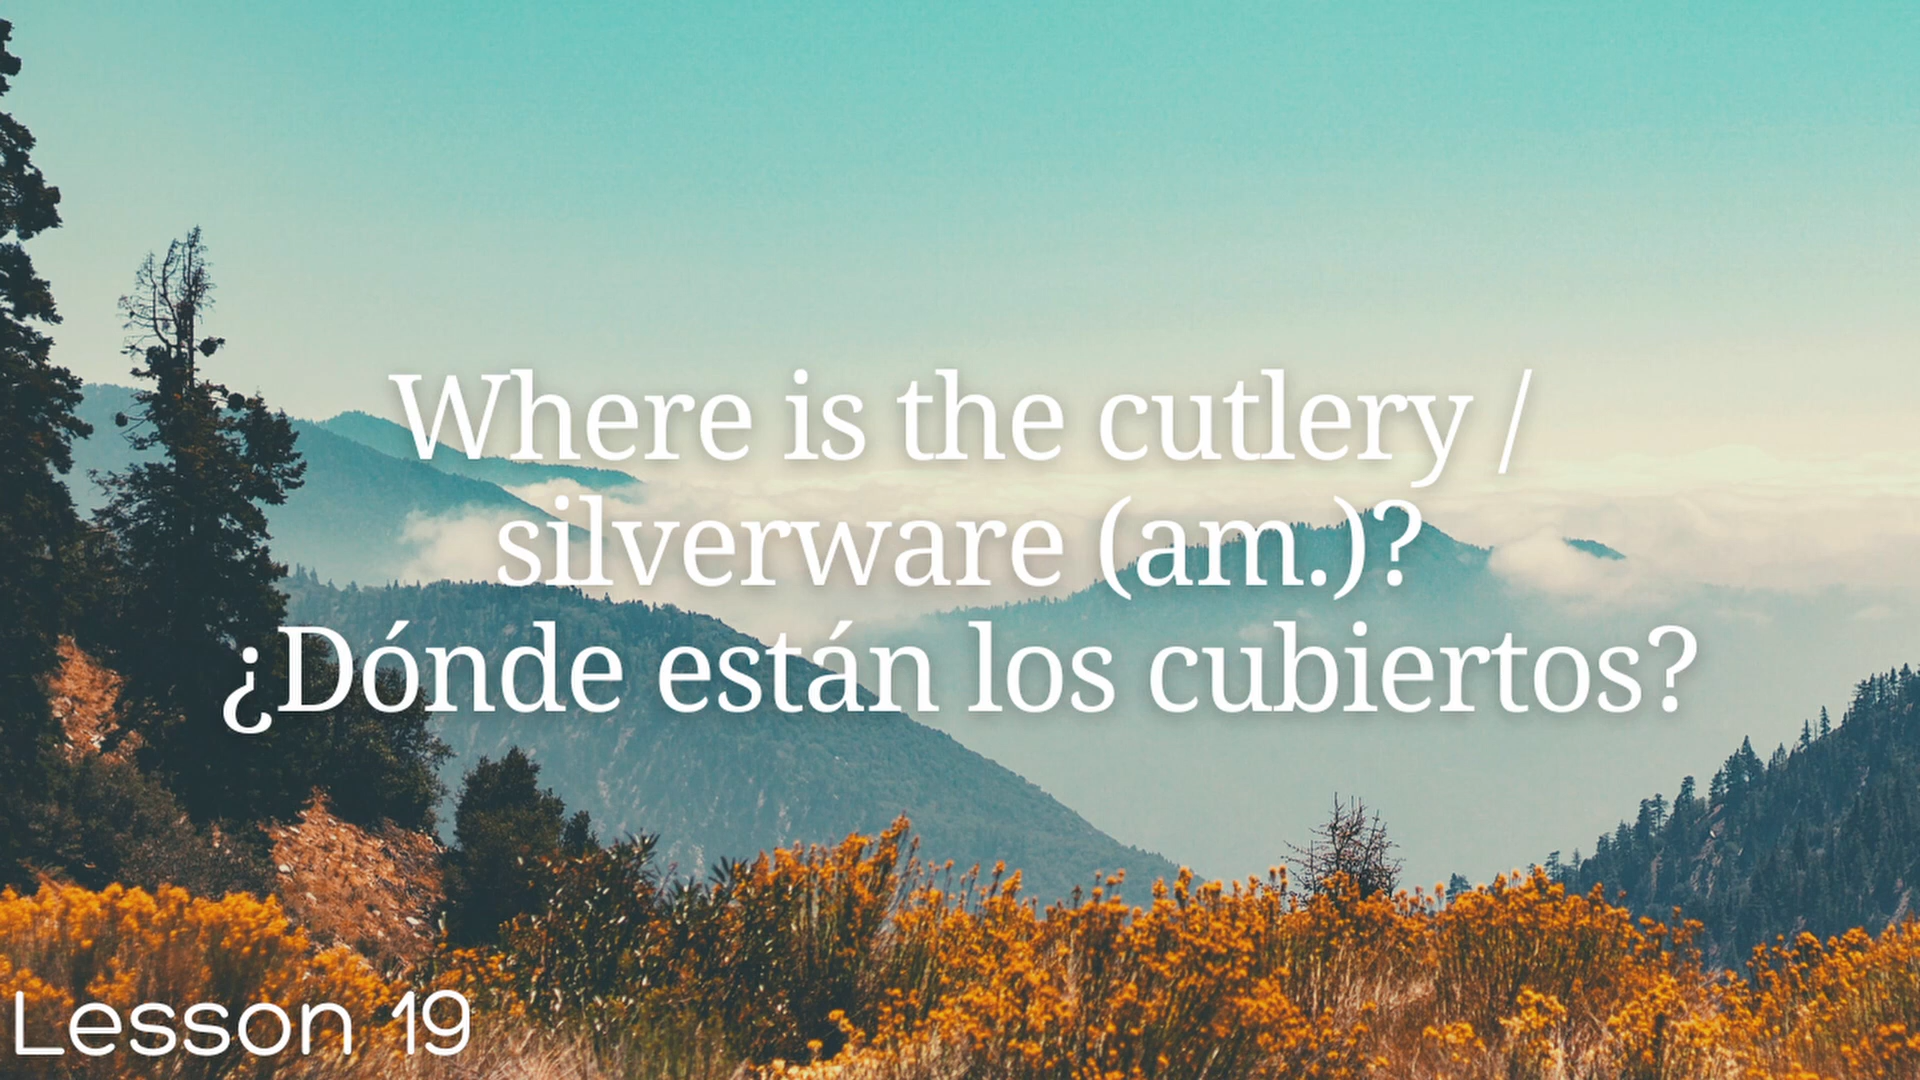 Where is the cutlery /
silverware (am.)?
¿Dónde están los cubiertos?
Lesson 19